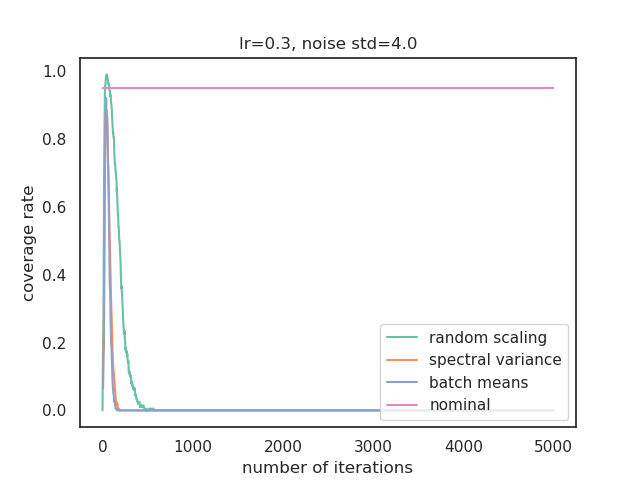 lr=0.3, noise std=4.0
coverage rate
1.0
0.8
0.6
0.4
0.2
0.0
random scaling
spectral variance
batch means
nominal
0 1000 2000 3000 4000 5000
number of iterations